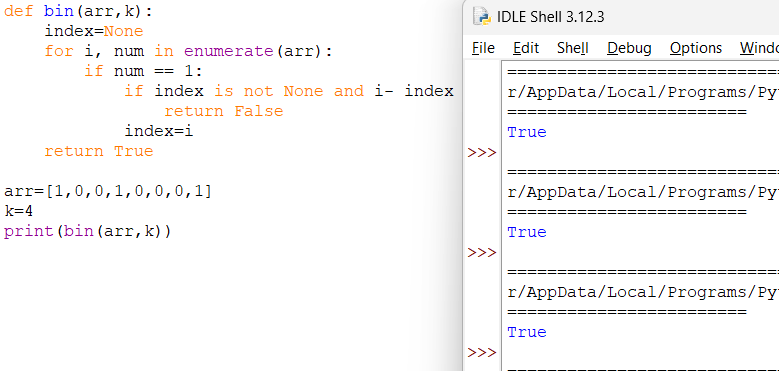 def bin(arr,k):
    index=None
    for i, num in enumerate(arr):
        if num == 1:
            if index is not None and i- index
                return False
            index=i
    return True
arr=[1,0,0,1,0,0,0,1]
k=4
print(bin(arr,k))
IDLE Shell 3.12.3
File Edit Shell Debug Options
============================
r/AppData/Local/Programs/Py
========================
True
>>>
============================
r/AppData/Local/Programs/Py
========================
True
>>>
============================
r/AppData/Local/Programs/Py
========================
True
>>>
============================